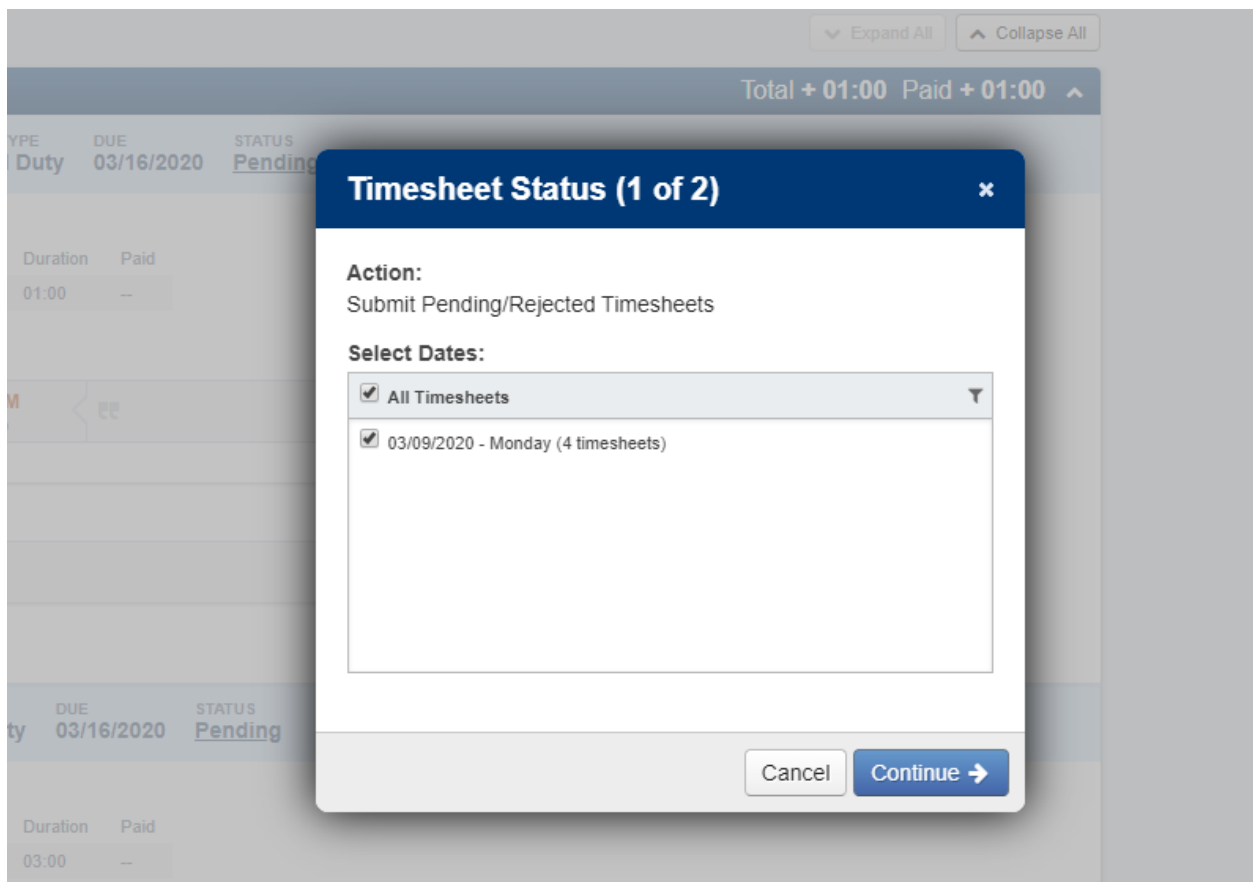 Expand All Collapse All
Total + 01:00 Paid + 01:00
YPE DUE STATUS
Duty 03/16/2020 Pending
Timesheet Status (1 of 2)
Duration Paid
01:00 --
Action:
Submit Pending/Rejected Timesheets
Select Dates:
All Timesheets
M
03/09/2020 - Monday (4 timesheets)
DUE STATUS
ty 03/16/2020 Pending
Cancel Continue
Duration Paid
03:00 --